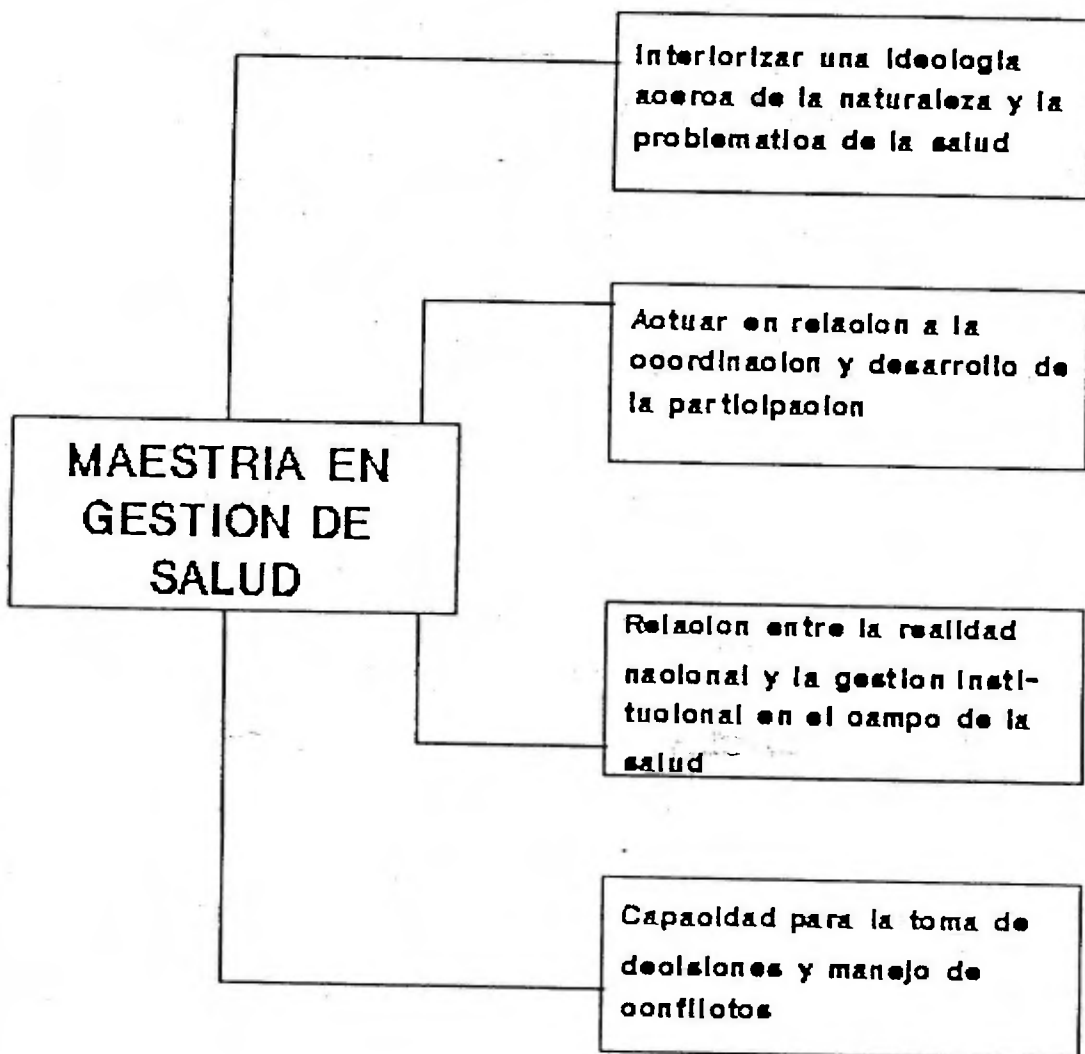 Interiorizar una ideologia
acerca de la naturaleza y la
problematica de la salud
Actuar en relacion a la
coordinacion y desarrollo de
la participacion
MAESTRIA EN
GESTION DE
SALUD
Relacion entre la realidad
nacional y la gestion insti-
tucional en el campo de la
salud
Capacidad para la toma de
decisiones y manejo de
conflictos